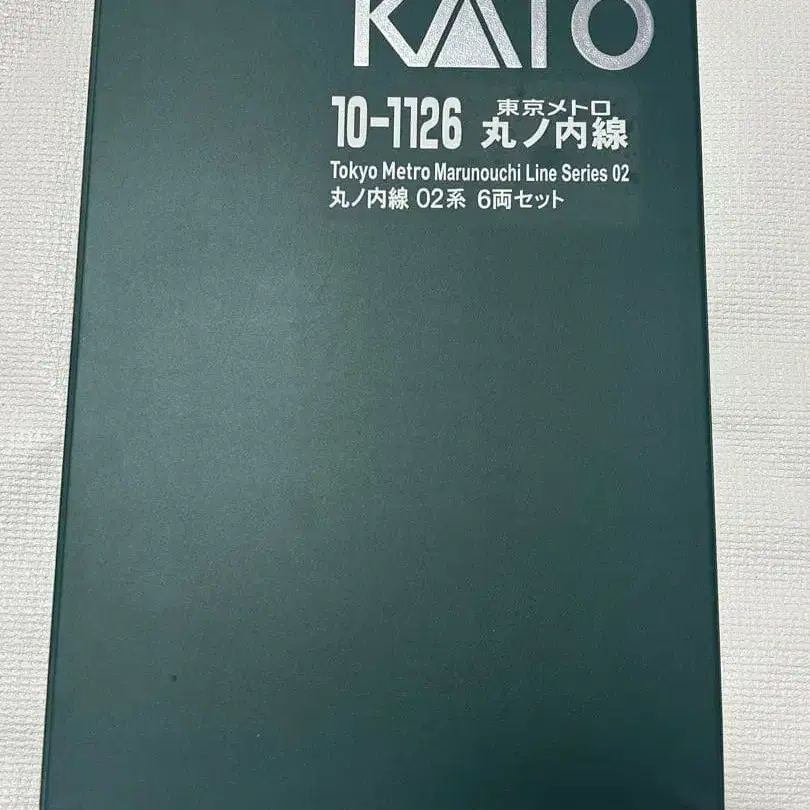 KATO
10-1126 東京メトロ
丸ノ内線
Tokyo Metro Marunouchi Line Series 02
丸ノ内線 02系 6両セット